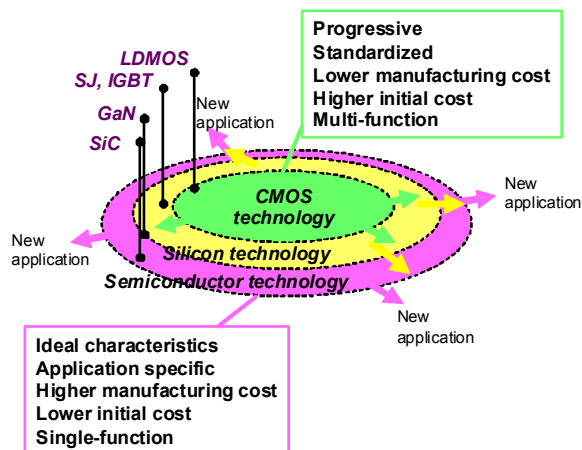 Progressive
Standardized
Lower manufacturing cost
Higher initial cost
Multi-function
LDMOS
SJ, IGBT
GaN
SiC
New
application
CMOS
technology
New
application
New
application
Silicon technology
Semiconductor technology
New
application
Ideal characteristics
Application specific
Higher manufacturing cost
Lower initial cost
Single-function